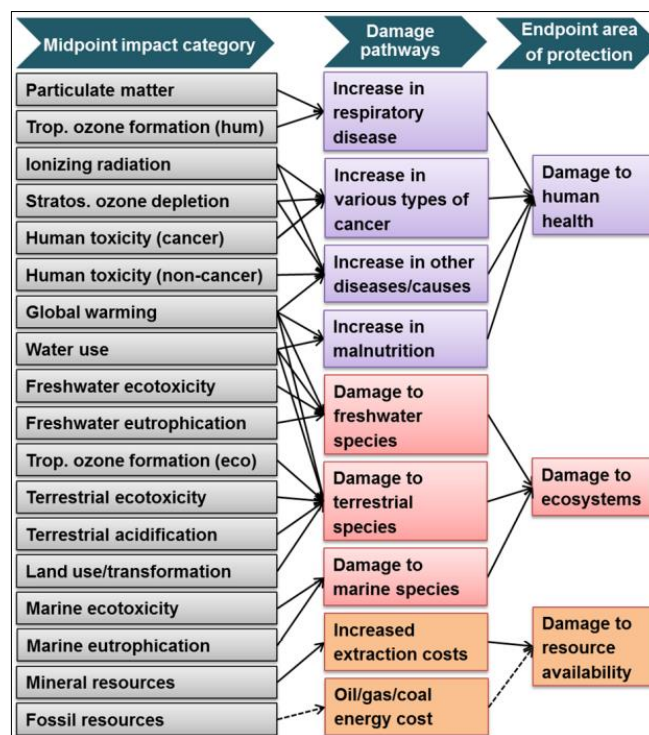 Midpoint impact category
Damage
pathways
Endpoint area
of protection
Particulate matter
Trop. ozone formation (hum)
Ionizing radiation
Stratos. ozone depletion
Human toxicity (cancer)
Human toxicity (non-cancer)
Global warming
Water use
Freshwater ecotoxicity
Freshwater eutrophication
Trop. ozone formation (eco)
Terrestrial ecotoxicity
Terrestrial acidification
Land use/transformation
Marine ecotoxicity
Marine eutrophication
Mineral resources
Fossil resources
Increase in
respiratory
disease
Increase in
various types of
cancer
Increase in other
diseases/causes
Increase in
malnutrition
Damage to
freshwater
species
Damage to
terrestrial
species
Damage to
marine species
Increased
extraction costs
Oil/gas/coal
energy cost
Damage to
human
health
Damage to
ecosystems
Damage to
resource
availability